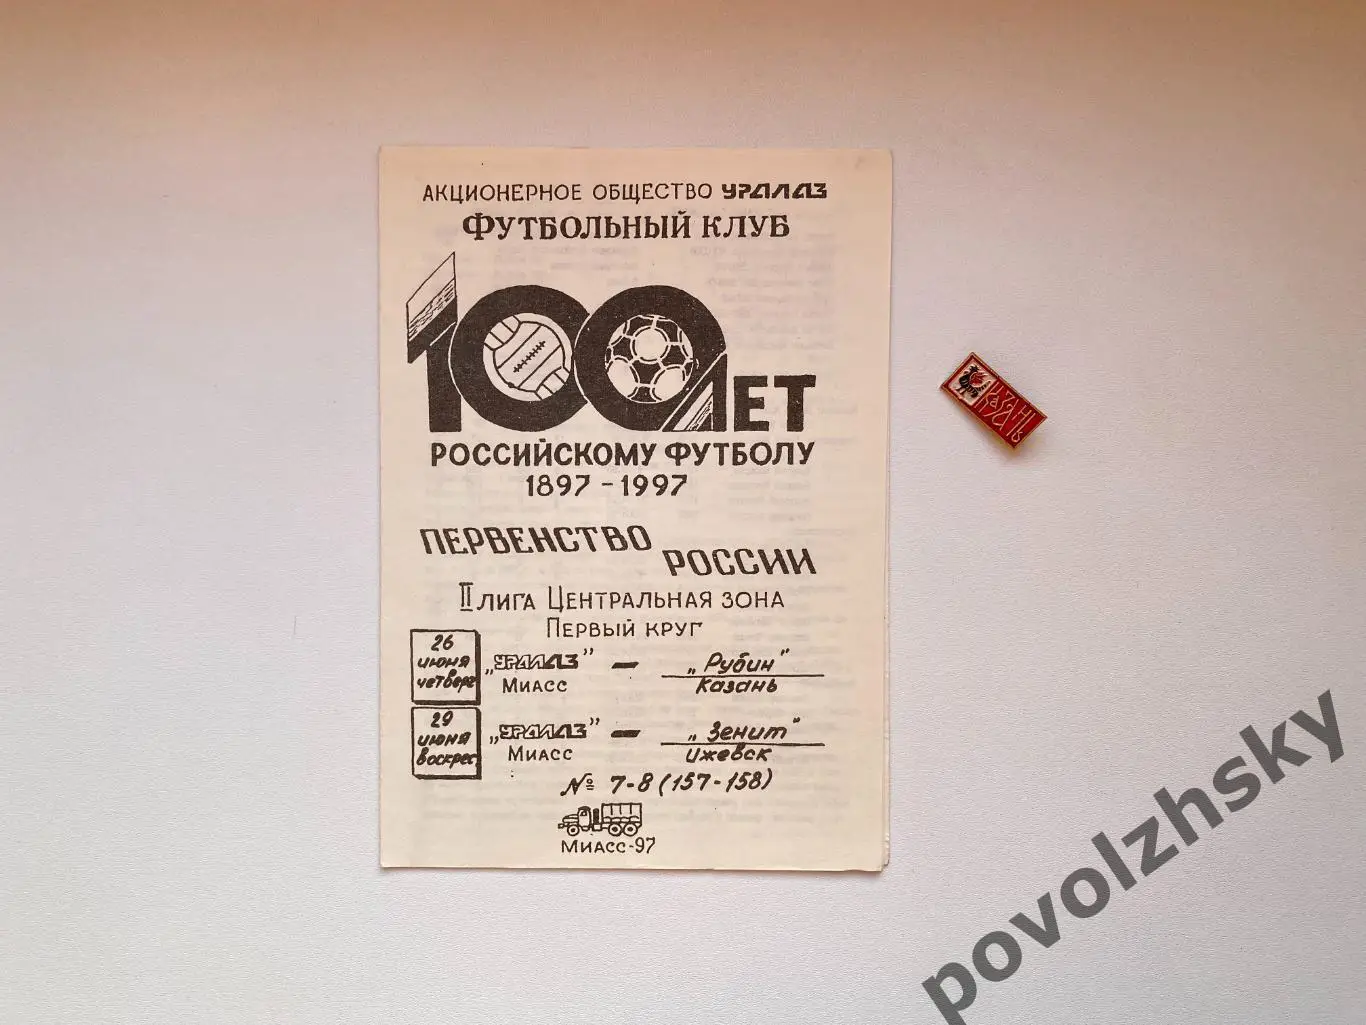 АКЦИОНЕРНОЕ ОБЩЕСТВО УРАЛАЗ
ФУТБОЛЬНЫЙ КЛУБ
100 ЛЕТ
РОССИЙСКОМУ ФУТБОЛУ
1897 - 1997
ПЕРВЕНСТВО
РОССИИ
II ЛИГА ЦЕНТРАЛЬНАЯ ЗОНА
ПЕРВЫЙ КРУГ
26 июня четверг „УРАЛАЗ" Миасс — „Рубин" Казань
29 июня воскрес „УРАЛАЗ" Миасс — „Зенит" Ижевск
№ 7-8 (157-158)
МИАСС-97
КАЗАНЬ
povolzhsky